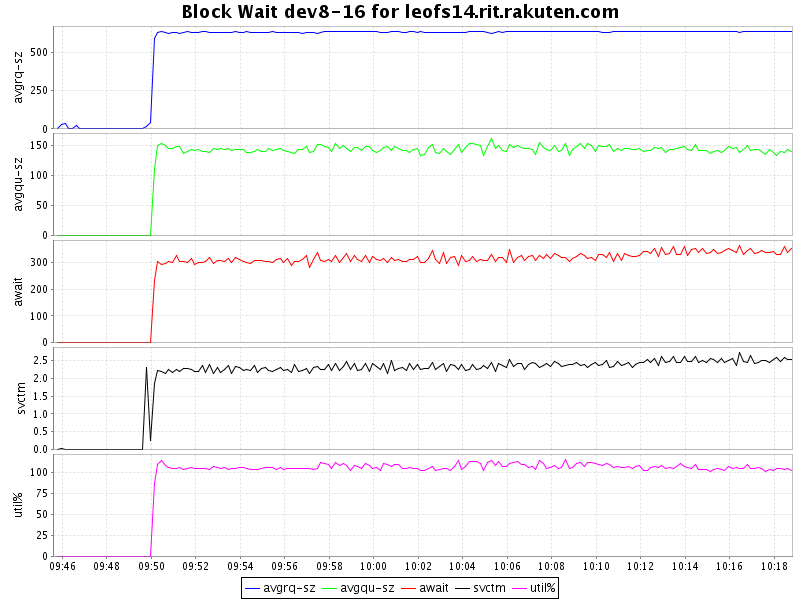 Block Wait dev8-16 for leofs14.rit.rakuten.com
avgrq-sz
500
250
0
avgqu-sz
150
100
50
0
await
300
200
100
0
svctm
2.5
2.0
1.5
1.0
0.5
0.0
util%
100
75
50
25
0
09:46 09:48 09:50 09:52 09:54 09:56 09:58 10:00 10:02 10:04 10:06 10:08 10:10 10:12 10:14 10:16 10:18
avgrq-sz avgqu-sz await svctm util%